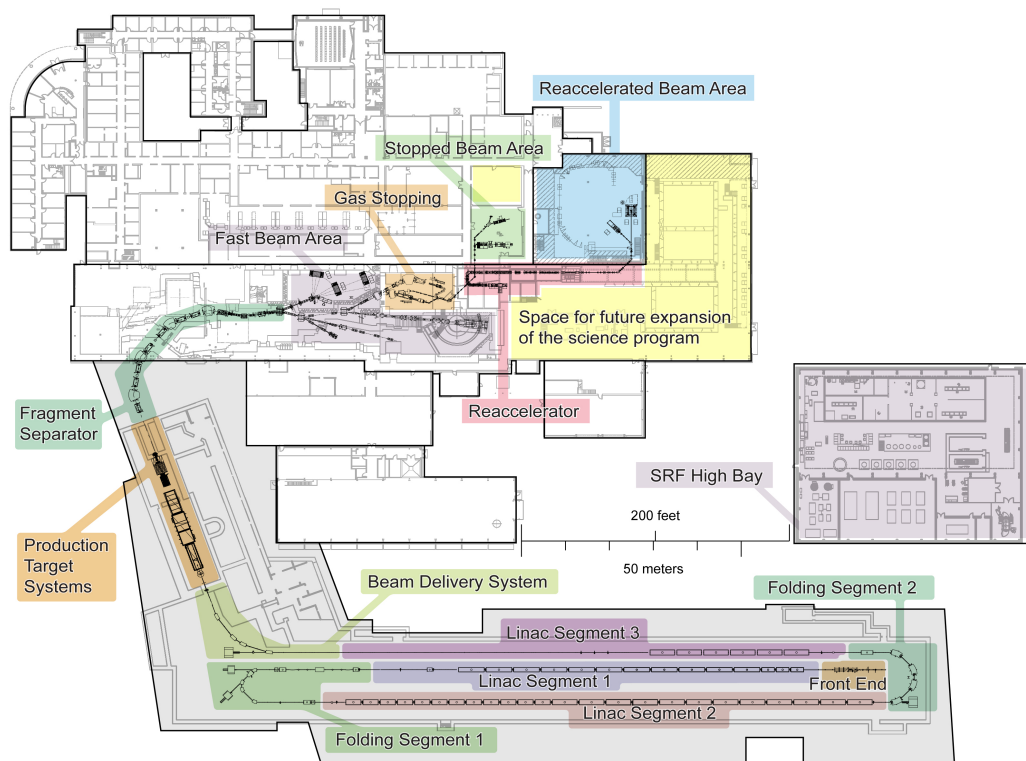 Reaccelerated Beam Area
Stopped Beam Area
Gas Stopping
Fast Beam Area
Space for future expansion
of the science program
Reaccelerator
Fragment
Separator
SRF High Bay
200 feet
50 meters
Production
Target
Systems
Beam Delivery System
Folding Segment 2
Linac Segment 3
Linac Segment 1
Front End
Linac Segment 2
Folding Segment 1